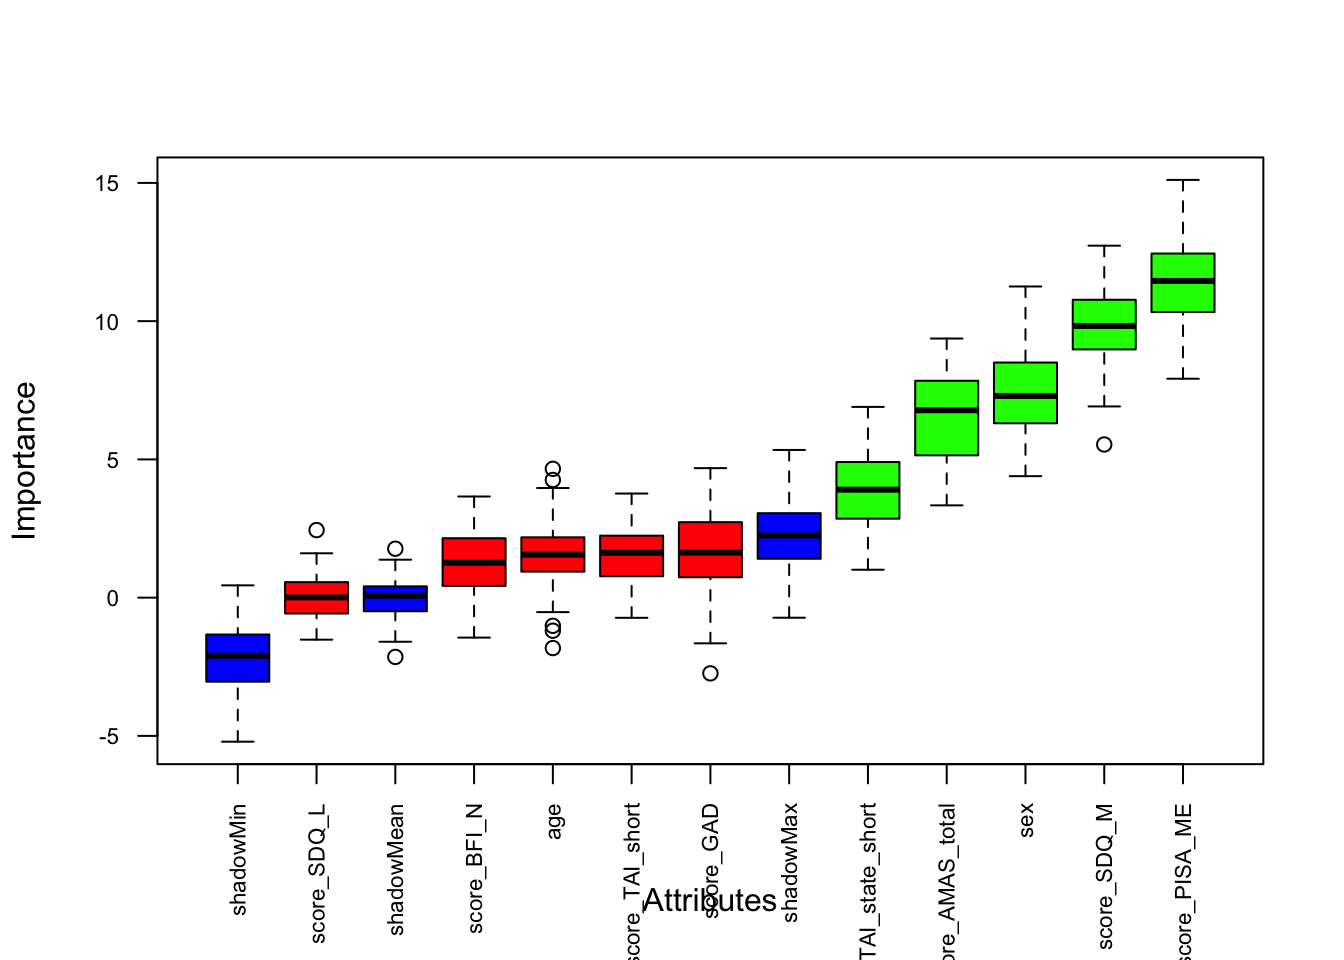 Importance
15
10
5
0
-5
shadowMin
score_SDQ_L
shadowMean
score_BFI_N
age
score_TAI_short
score_GAD
shadowMax
TAI_state_short
ore_AMAS_total
sex
score_SDQ_M
score_PISA_ME
Attributes